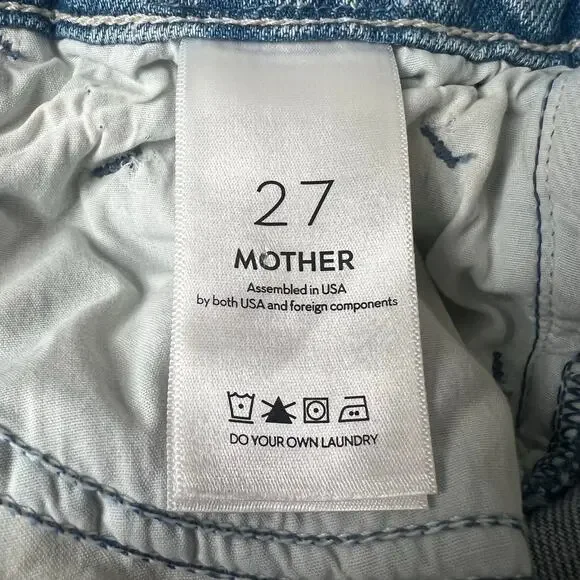 27
MOTHER
Assembled in USA
by both USA and foreign components
DO YOUR OWN LAUNDRY